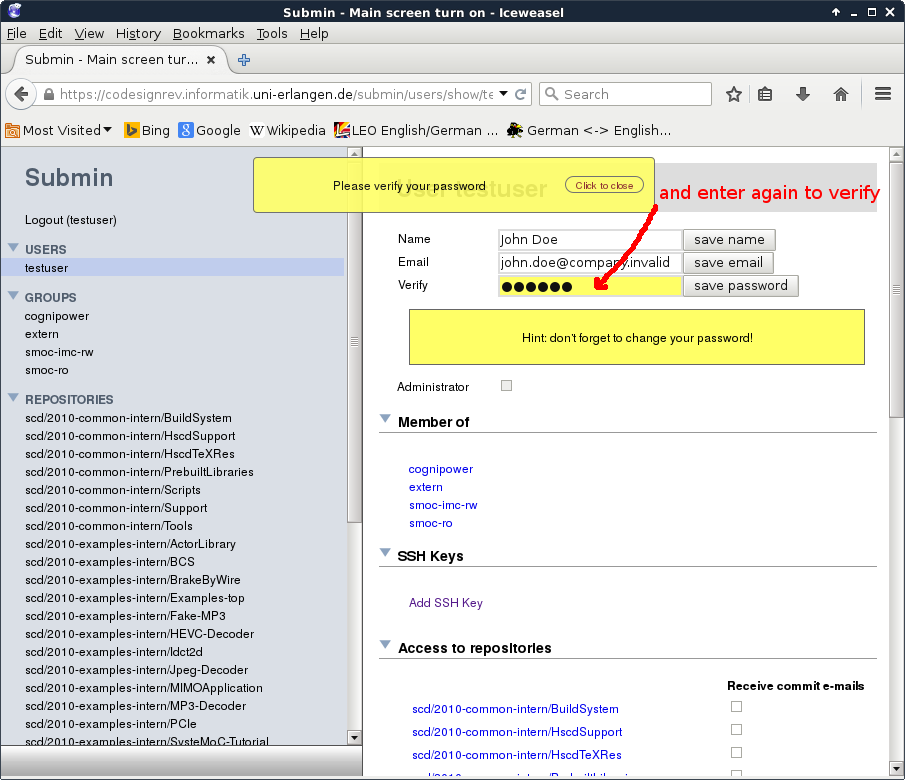 Submin - Main screen turn on - Iceweasel
File Edit View History Bookmarks Tools Help
Submin - Main screen tur...
https://codesignrev.informatik.uni-erlangen.de/submin/users/show/te
Search
Most Visited Bing Google Wikipedia LEO English/German ... German <-> English...
Submin
Logout (testuser)
USERS
testuser
GROUPS
cognipower
extern
smoc-imc-rw
smoc-ro
REPOSITORIES
scd/2010-common-intern/BuildSystem
scd/2010-common-intern/HscdSupport
scd/2010-common-intern/HscdTeXRes
scd/2010-common-intern/PrebuiltLibraries
scd/2010-common-intern/Scripts
scd/2010-common-intern/Support
scd/2010-common-intern/Tools
scd/2010-examples-intern/ActorLibrary
scd/2010-examples-intern/BCS
scd/2010-examples-intern/BrakeByWire
scd/2010-examples-intern/Examples-top
scd/2010-examples-intern/Fake-MP3
scd/2010-examples-intern/HEVC-Decoder
scd/2010-examples-intern/Idct2d
scd/2010-examples-intern/Jpeg-Decoder
scd/2010-examples-intern/MIMOApplication
scd/2010-examples-intern/MP3-Decoder
scd/2010-examples-intern/PCIe
scd/2010-examples-intern/SysteMoC-Tutorial
Please verify your password Click to close
User testuser
and enter again to verify
Name John Doe save name
Email john.doe@company.invalid save email
Verify ●●●●●● save password
Hint: don't forget to change your password!
Administrator
Member of
cognipower
extern
smoc-imc-rw
smoc-ro
SSH Keys
Add SSH Key
Access to repositories
Receive commit e-mails
scd/2010-common-intern/BuildSystem
scd/2010-common-intern/HscdSupport
scd/2010-common-intern/HscdTeXRes